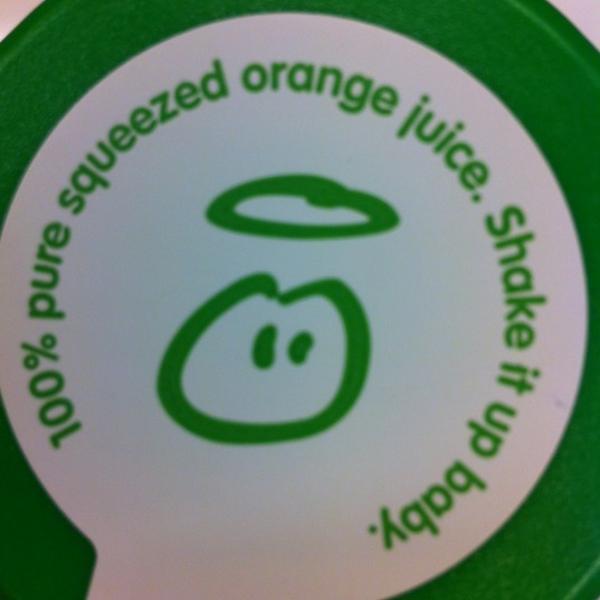 100% pure squeezed orange juice. Shake it up baby.